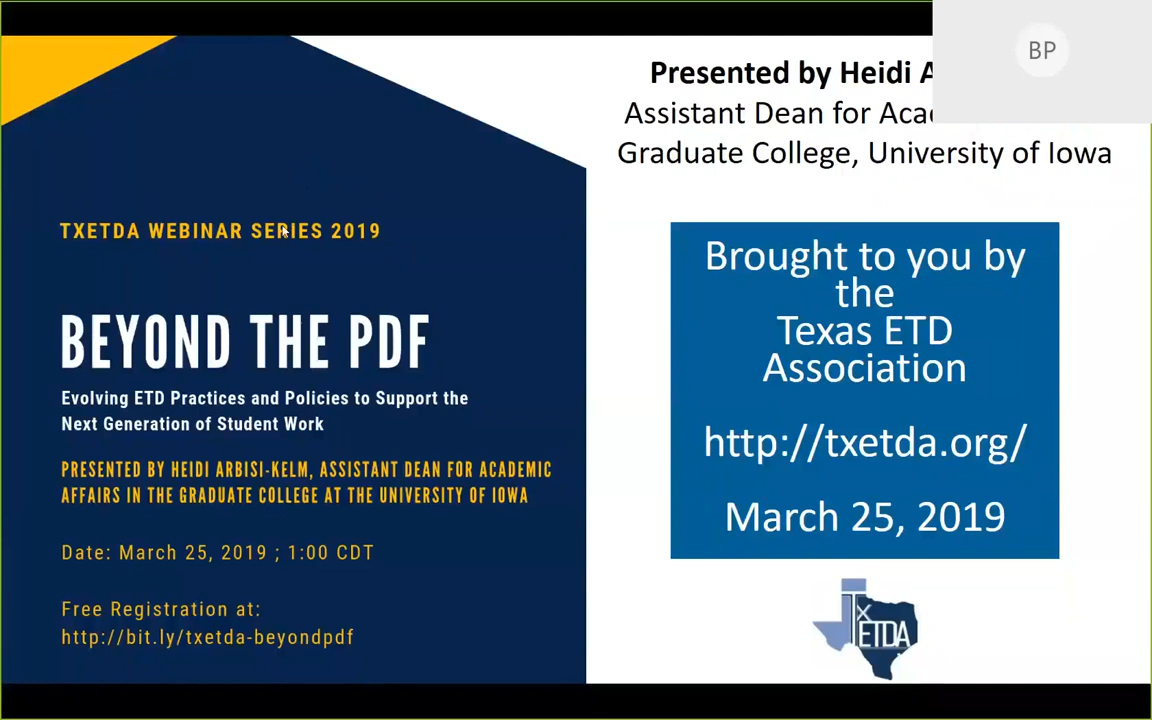 TXETDA WEBINAR SERIES 2019
BEYOND THE PDF
Evolving ETD Practices and Policies to Support the
Next Generation of Student Work
PRESENTED BY HEIDI ARBISI-KELM, ASSISTANT DEAN FOR ACADEMIC
AFFAIRS IN THE GRADUATE COLLEGE AT THE UNIVERSITY OF IOWA
Date: March 25, 2019 ; 1:00 CDT
Free Registration at:
http://bit.ly/txetda-beyondpdf
Presented by Heidi
Assistant Dean for
Graduate College, University of Iowa
BP
Brought to you by
the
Texas ETD
Association
http://txetda.org/
March 25, 2019
Tx
ETDA